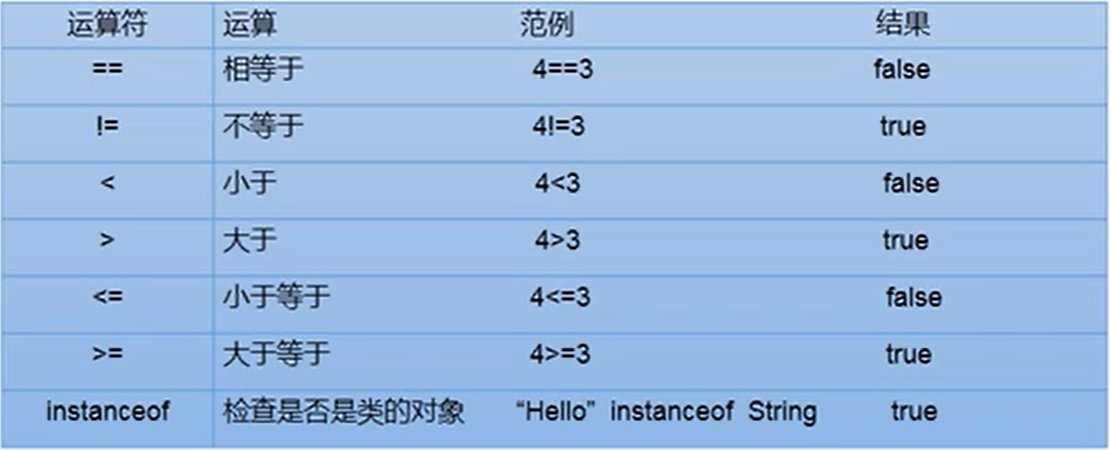 运算符 运算 范例 结果
== 相等于 4==3 false
!= 不等于 4!=3 true
< 小于 4<3 false
> 大于 4>3 true
<= 小于等于 4<=3 false
>= 大于等于 4>=3 true
instanceof 检查是否是类的对象 “Hello” instanceof String true